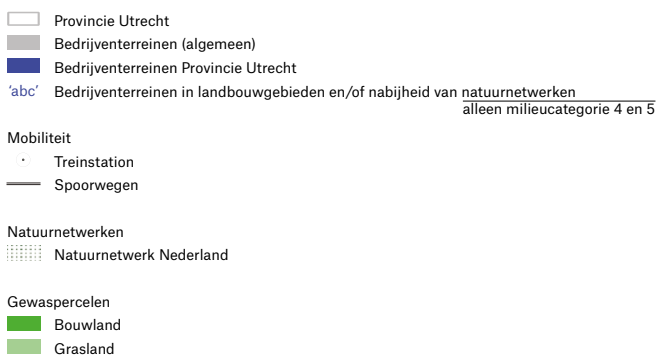 Provincie Utrecht
Bedrijventerreinen (algemeen)
Bedrijventerreinen Provincie Utrecht
‘abc’ Bedrijventerreinen in landbouwgebieden en/of nabijheid van natuurnetwerken
alleen milieucategorie 4 en 5
Mobiliteit
Treinstation
Spoorwegen
Natuurnetwerken
Natuurnetwerk Nederland
Gewaspercelen
Bouwland
Grasland